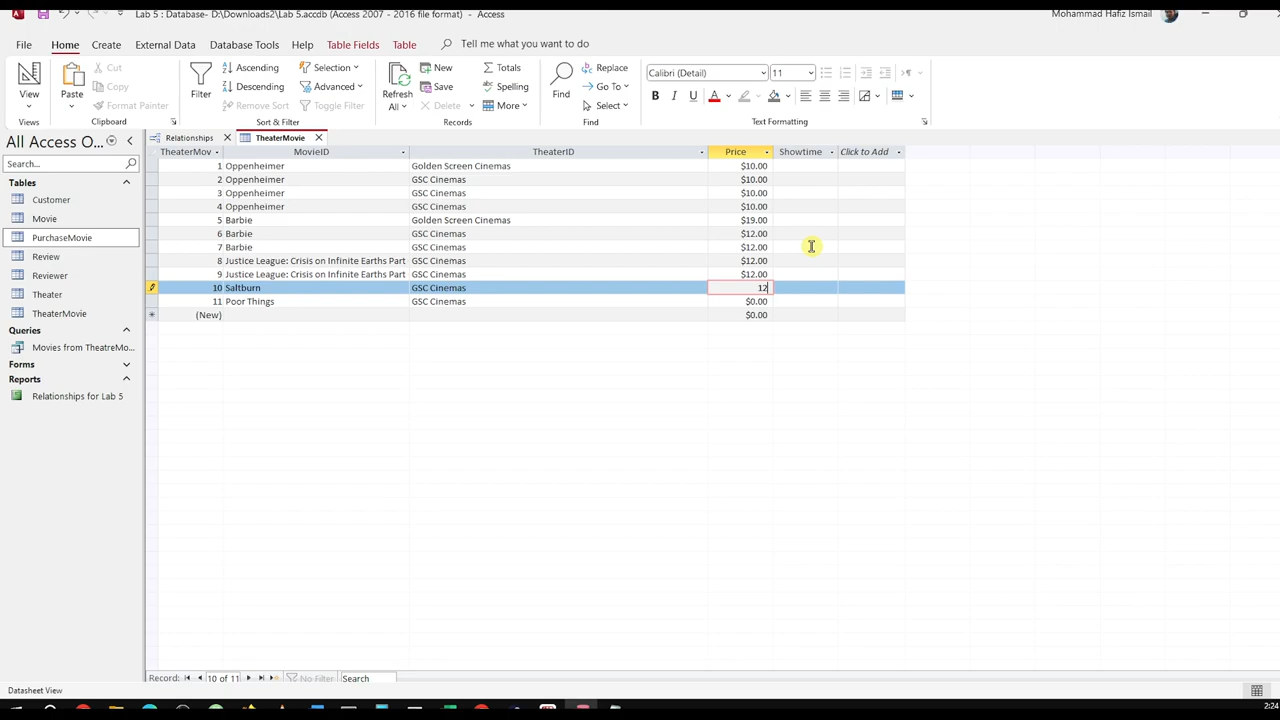 Lab 5 : Database- D:\Downloads2\Lab 5.accdb (Access 2007 - 2016 file format) - Access
Mohammad Hafiz Ismail
File Home Create External Data Database Tools Help Table Fields Table Tell me what you want to do
View
Paste
Cut
Copy
Format Painter
Clipboard
Filter
Ascending
Descending
Remove Sort
Selection
Advanced
Toggle Filter
Sort & Filter
Refresh
All
New
Save
Delete
Totals
Spelling
More
Records
Find
Replace
Go To
Select
Find
Calibri (Detail) 11
B I U A
Text Formatting
All Access O...
Search...
Tables
Customer
Movie
PurchaseMovie
Review
Reviewer
Theater
TheaterMovie
Queries
Movies from TheatreMo...
Forms
Reports
Relationships for Lab 5
Relationships TheaterMovie
TheaterMov MovieID TheaterID Price Showtime Click to Add
1 Oppenheimer Golden Screen Cinemas $10.00
2 Oppenheimer GSC Cinemas $10.00
3 Oppenheimer GSC Cinemas $10.00
4 Oppenheimer GSC Cinemas $10.00
5 Barbie Golden Screen Cinemas $19.00
6 Barbie GSC Cinemas $12.00
7 Barbie GSC Cinemas $12.00
8 Justice League: Crisis on Infinite Earths Part GSC Cinemas $12.00
9 Justice League: Crisis on Infinite Earths Part GSC Cinemas $12.00
10 Saltburn GSC Cinemas 12
11 Poor Things GSC Cinemas $0.00
(New) $0.00
Record: 10 of 11 No Filter Search
Datasheet View
2:24